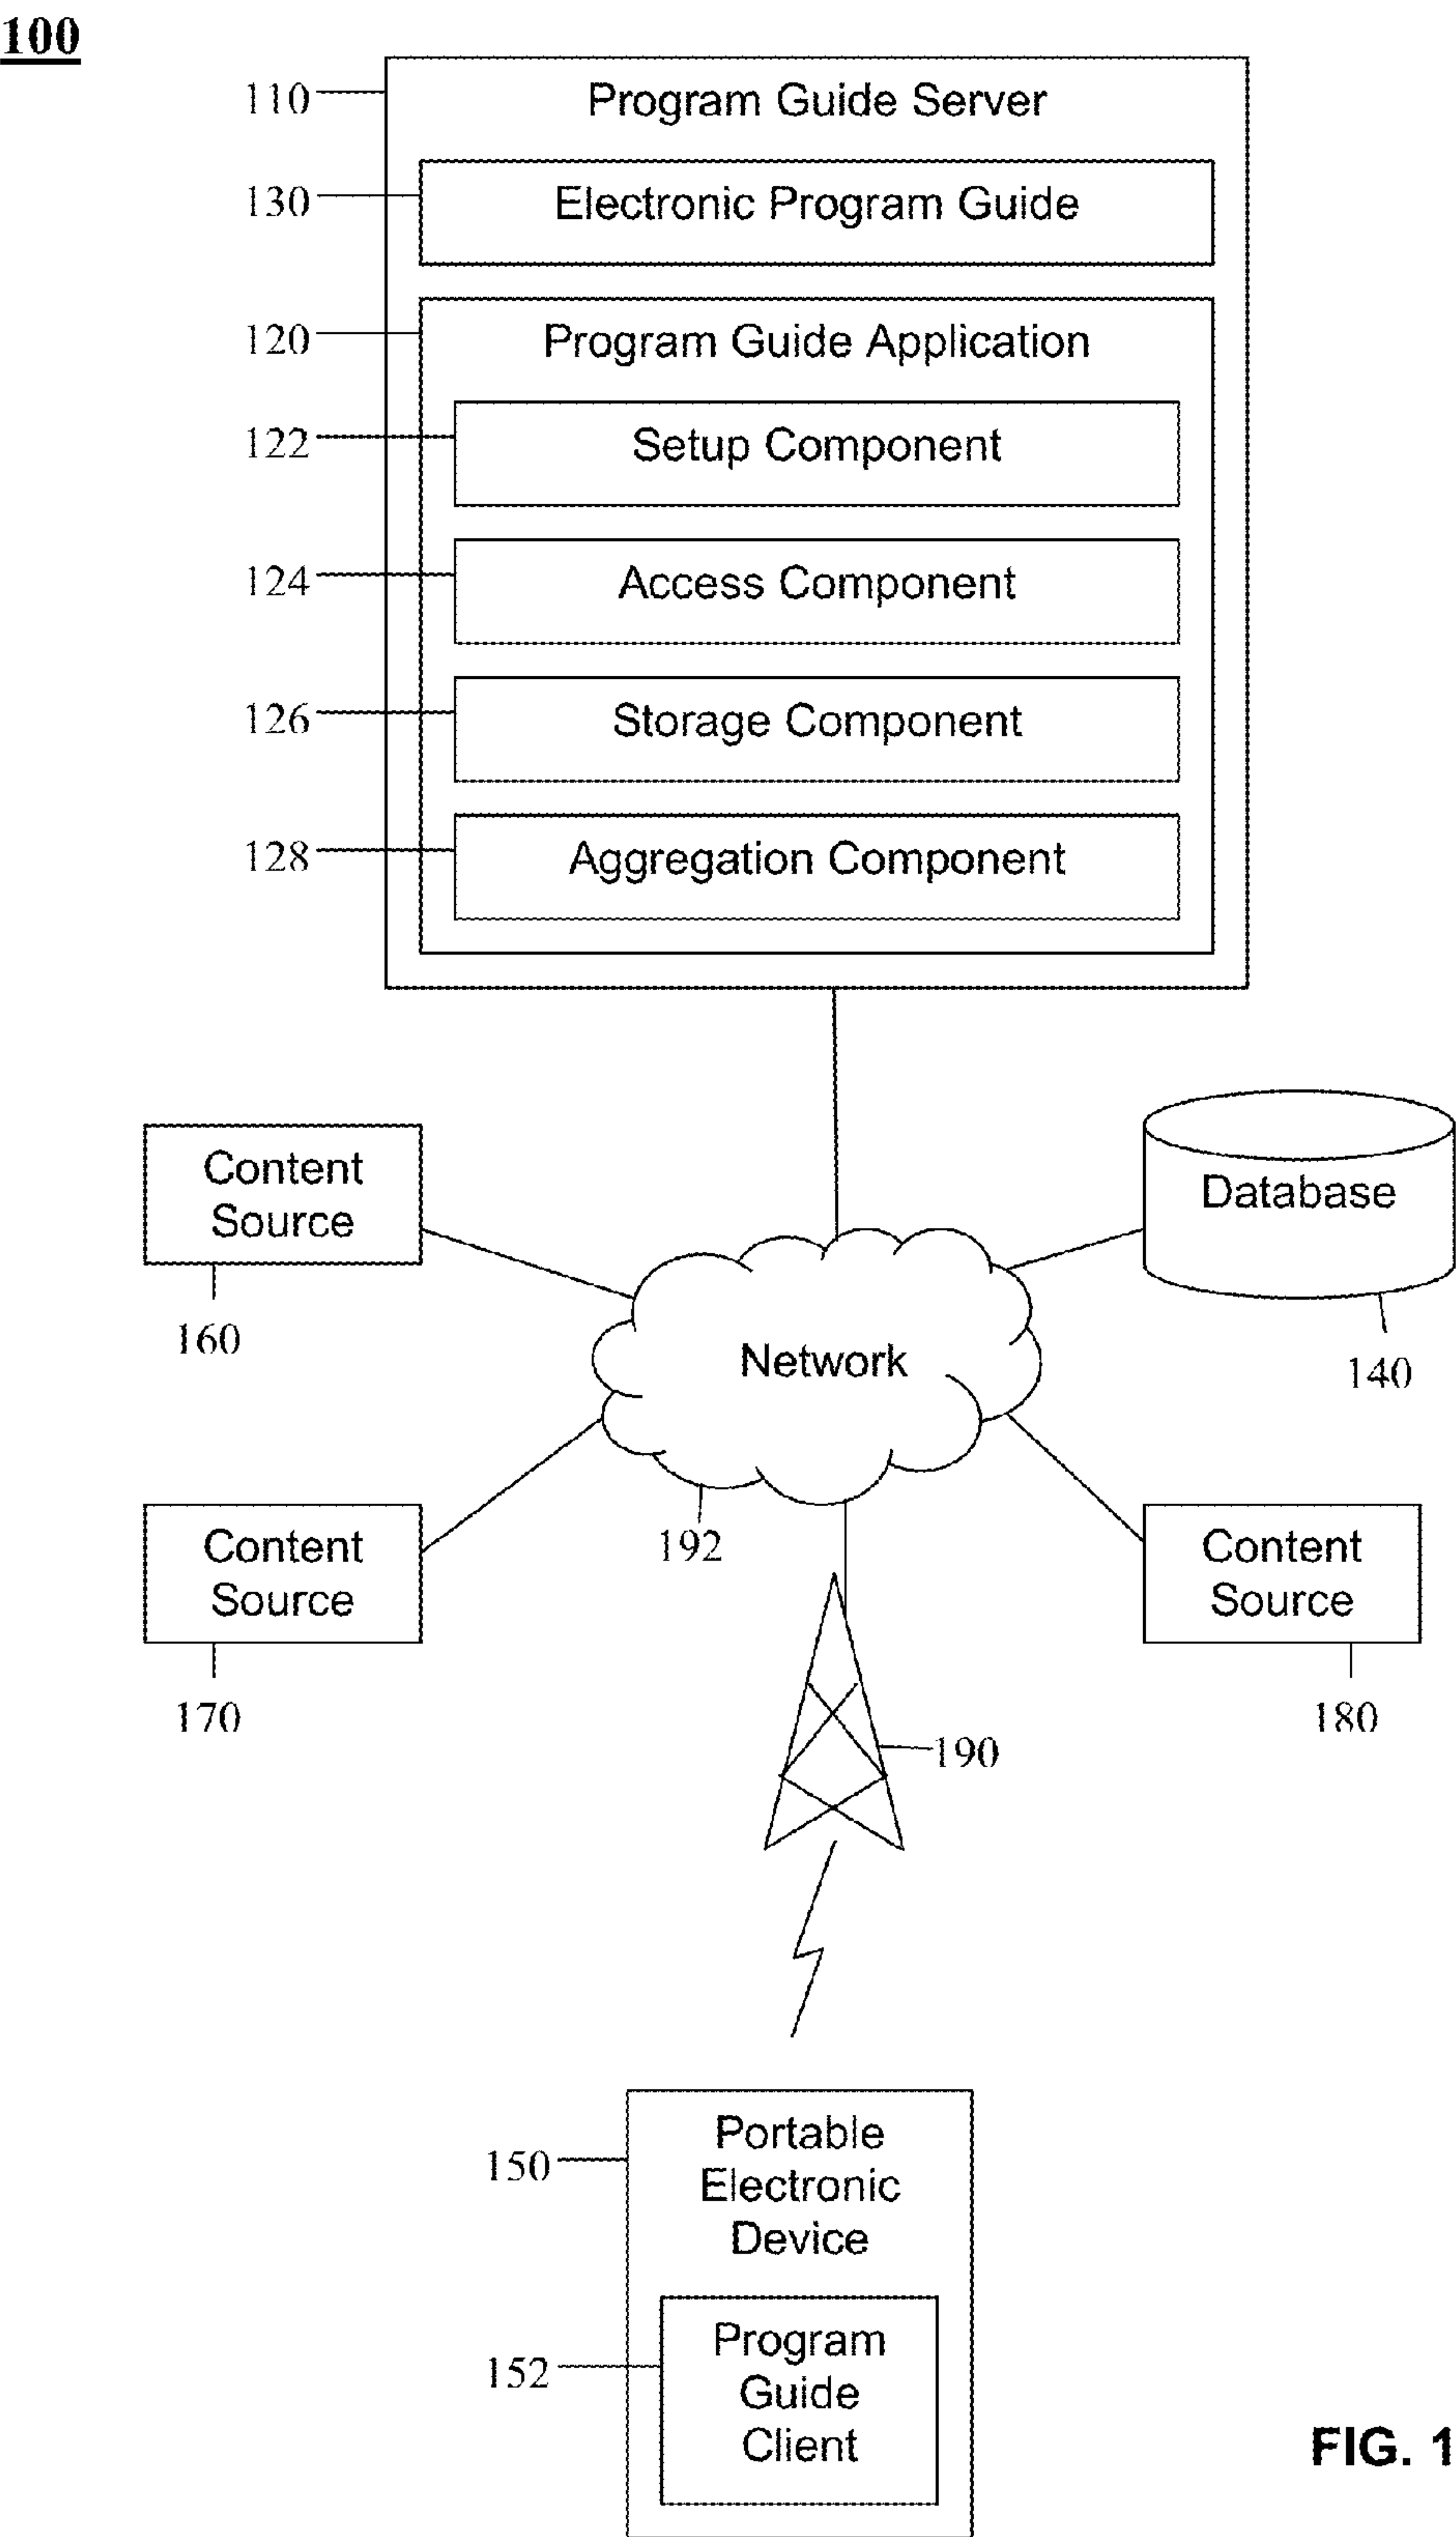 100
110
Program Guide Server
130
Electronic Program Guide
120
Program Guide Application
122
Setup Component
124
Access Component
126
Storage Component
128
Aggregation Component
Content
Source
160
Database
140
Network
192
Content
Source
170
Content
Source
180
190
150
Portable
Electronic
Device
152
Program
Guide
Client
FIG. 1